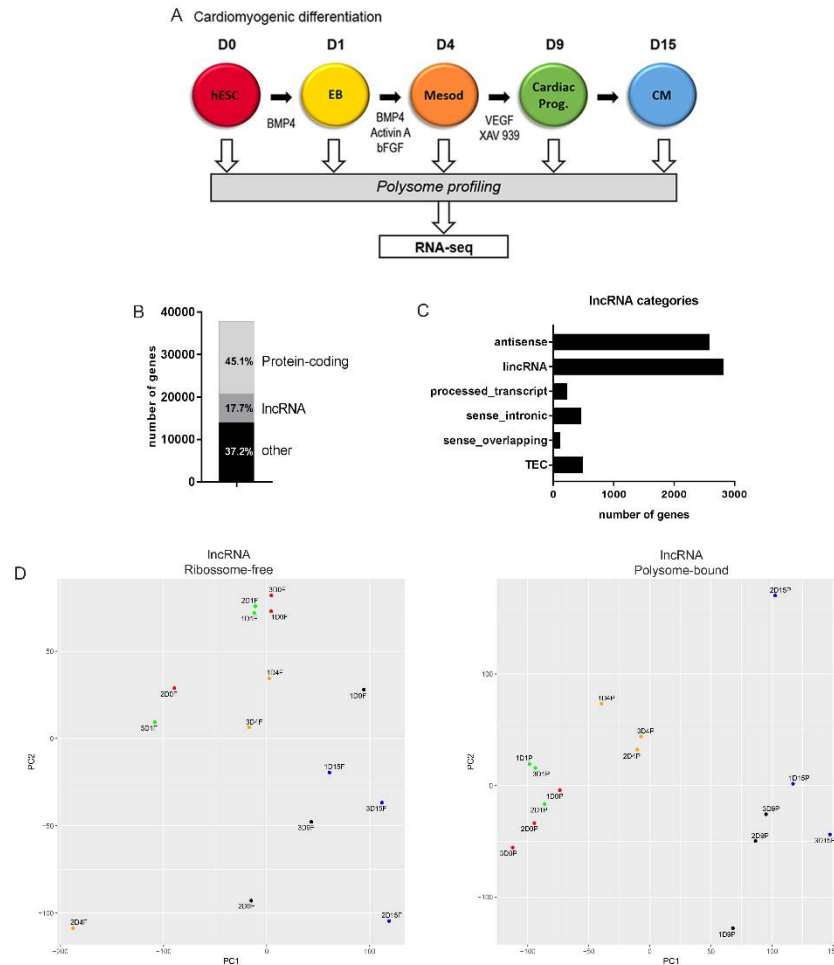 A Cardiomyogenic differentiation
D0 D1 D4 D9 D15
hESC EB Mesod Cardiac Prog. CM
BMP4
BMP4
Activin A
bFGF
VEGF
XAV 939
Polysome profiling
RNA-seq
B
number of genes
40000
30000
20000
10000
0
45.1% Protein-coding
17.7% lncRNA
37.2% other
C
lncRNA categories
antisense
lincRNA
processed_transcript
sense_intronic
sense_overlapping
TEC
0 1000 2000 3000
number of genes
D
lncRNA
Ribossome-free
3D0F
2D1F
1D1F 1D0F
1D4F
2D0F
1D9F
3D1F
3D4F
1D15F
3D15F
3D9F
2D9F
2D4F
2D15F
50
0
−50
−100
PC2
−200 −100 0 100
PC1
lncRNA
Polysome-bound
2D15P
1D4P
3D4P
2D4P
1D1P
3D1P
1D0P
2D1P
2D0P
3D0P
1D15P
3D9P
2D9P
3D15P
1D9P
100
0
−100
PC2
−100 −50 0 50 100 150
PC1